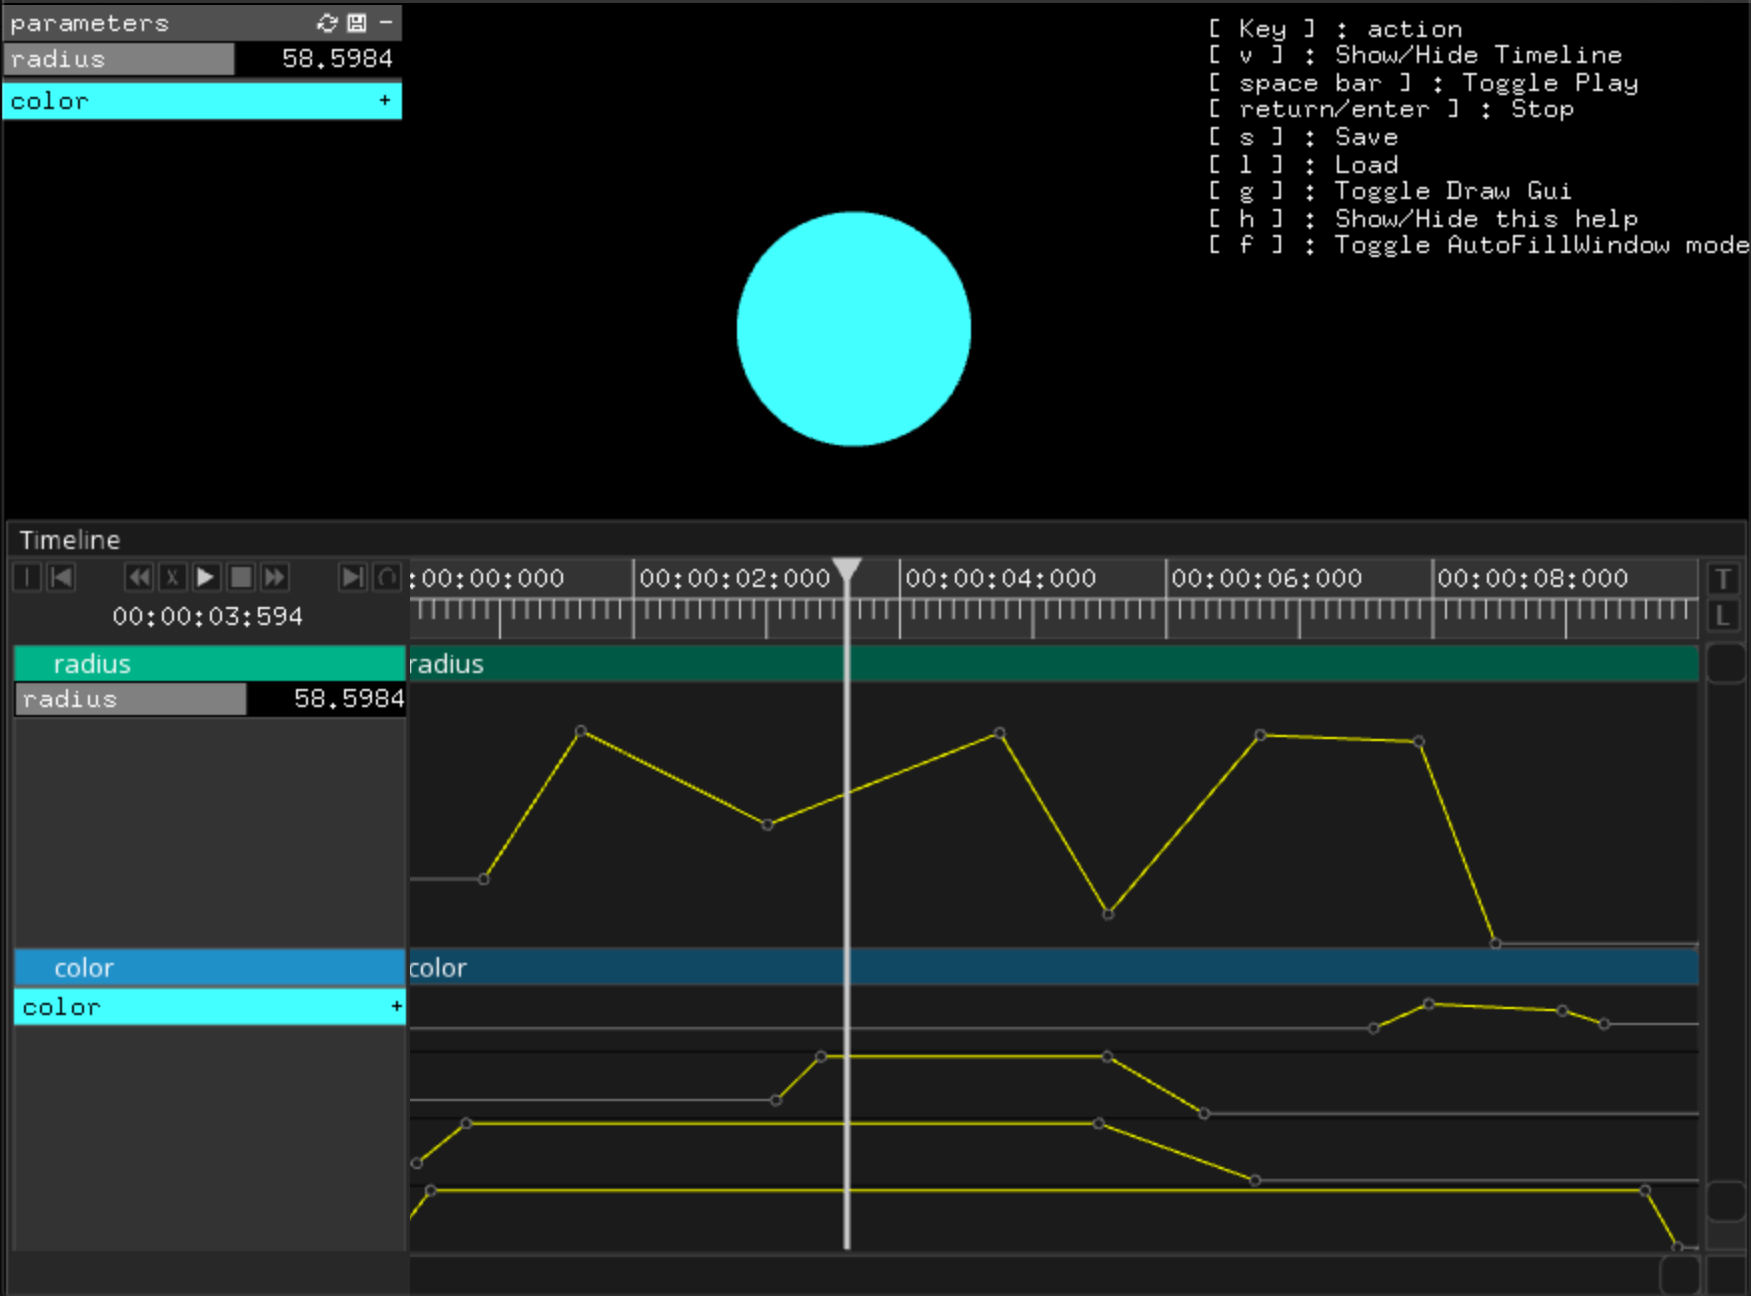 parameters
radius 58.5984
color +
[ Key ] : action
[ v ] : Show/Hide Timeline
[ space bar ] : Toggle Play
[ return/enter ] : Stop
[ s ] : Save
[ l ] : Load
[ g ] : Toggle Draw Gui
[ h ] : Show/Hide this help
[ f ] : Toggle AutoFillWindow mode
Timeline
X
:00:00:000 00:00:02:000 00:00:04:000 00:00:06:000 00:00:08:000 T
00:00:03:594 L
radius radius
radius 58.5984
color color
color +